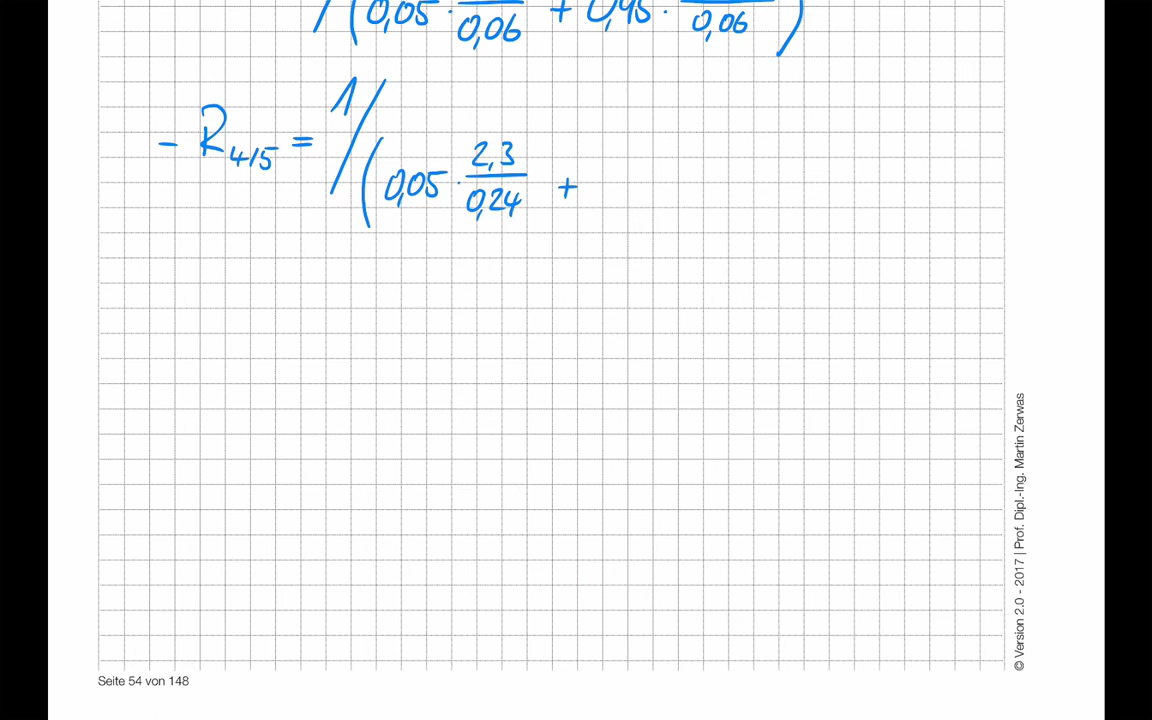 /(0,05 · 0,06 + 0,95 · 0,06)
- R4/5 = 1/(0,05 · 2,3/0,24 +
© Version 2.0 - 2017 | Prof. Dipl.-Ing. Martin Zerwas
Seite 54 von 148